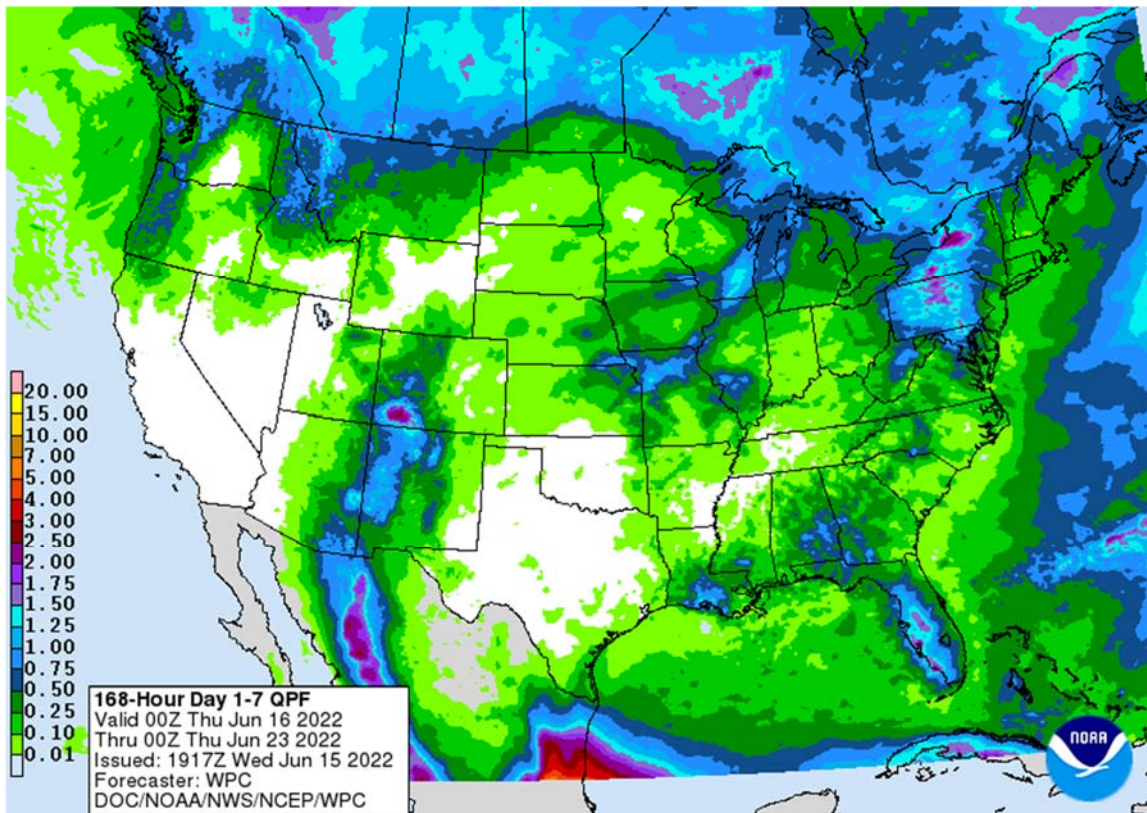 20.00
15.00
10.00
7.00
5.00
4.00
3.00
2.50
2.00
1.75
1.50
1.25
1.00
0.75
0.50
0.25
0.10
0.01
168-Hour Day 1-7 QPF
Valid 00Z Thu Jun 16 2022
Thru 00Z Thu Jun 23 2022
Issued: 1917Z Wed Jun 15 2022
Forecaster: WPC
DOC/NOAA/NWS/NCEP/WPC
NOAA